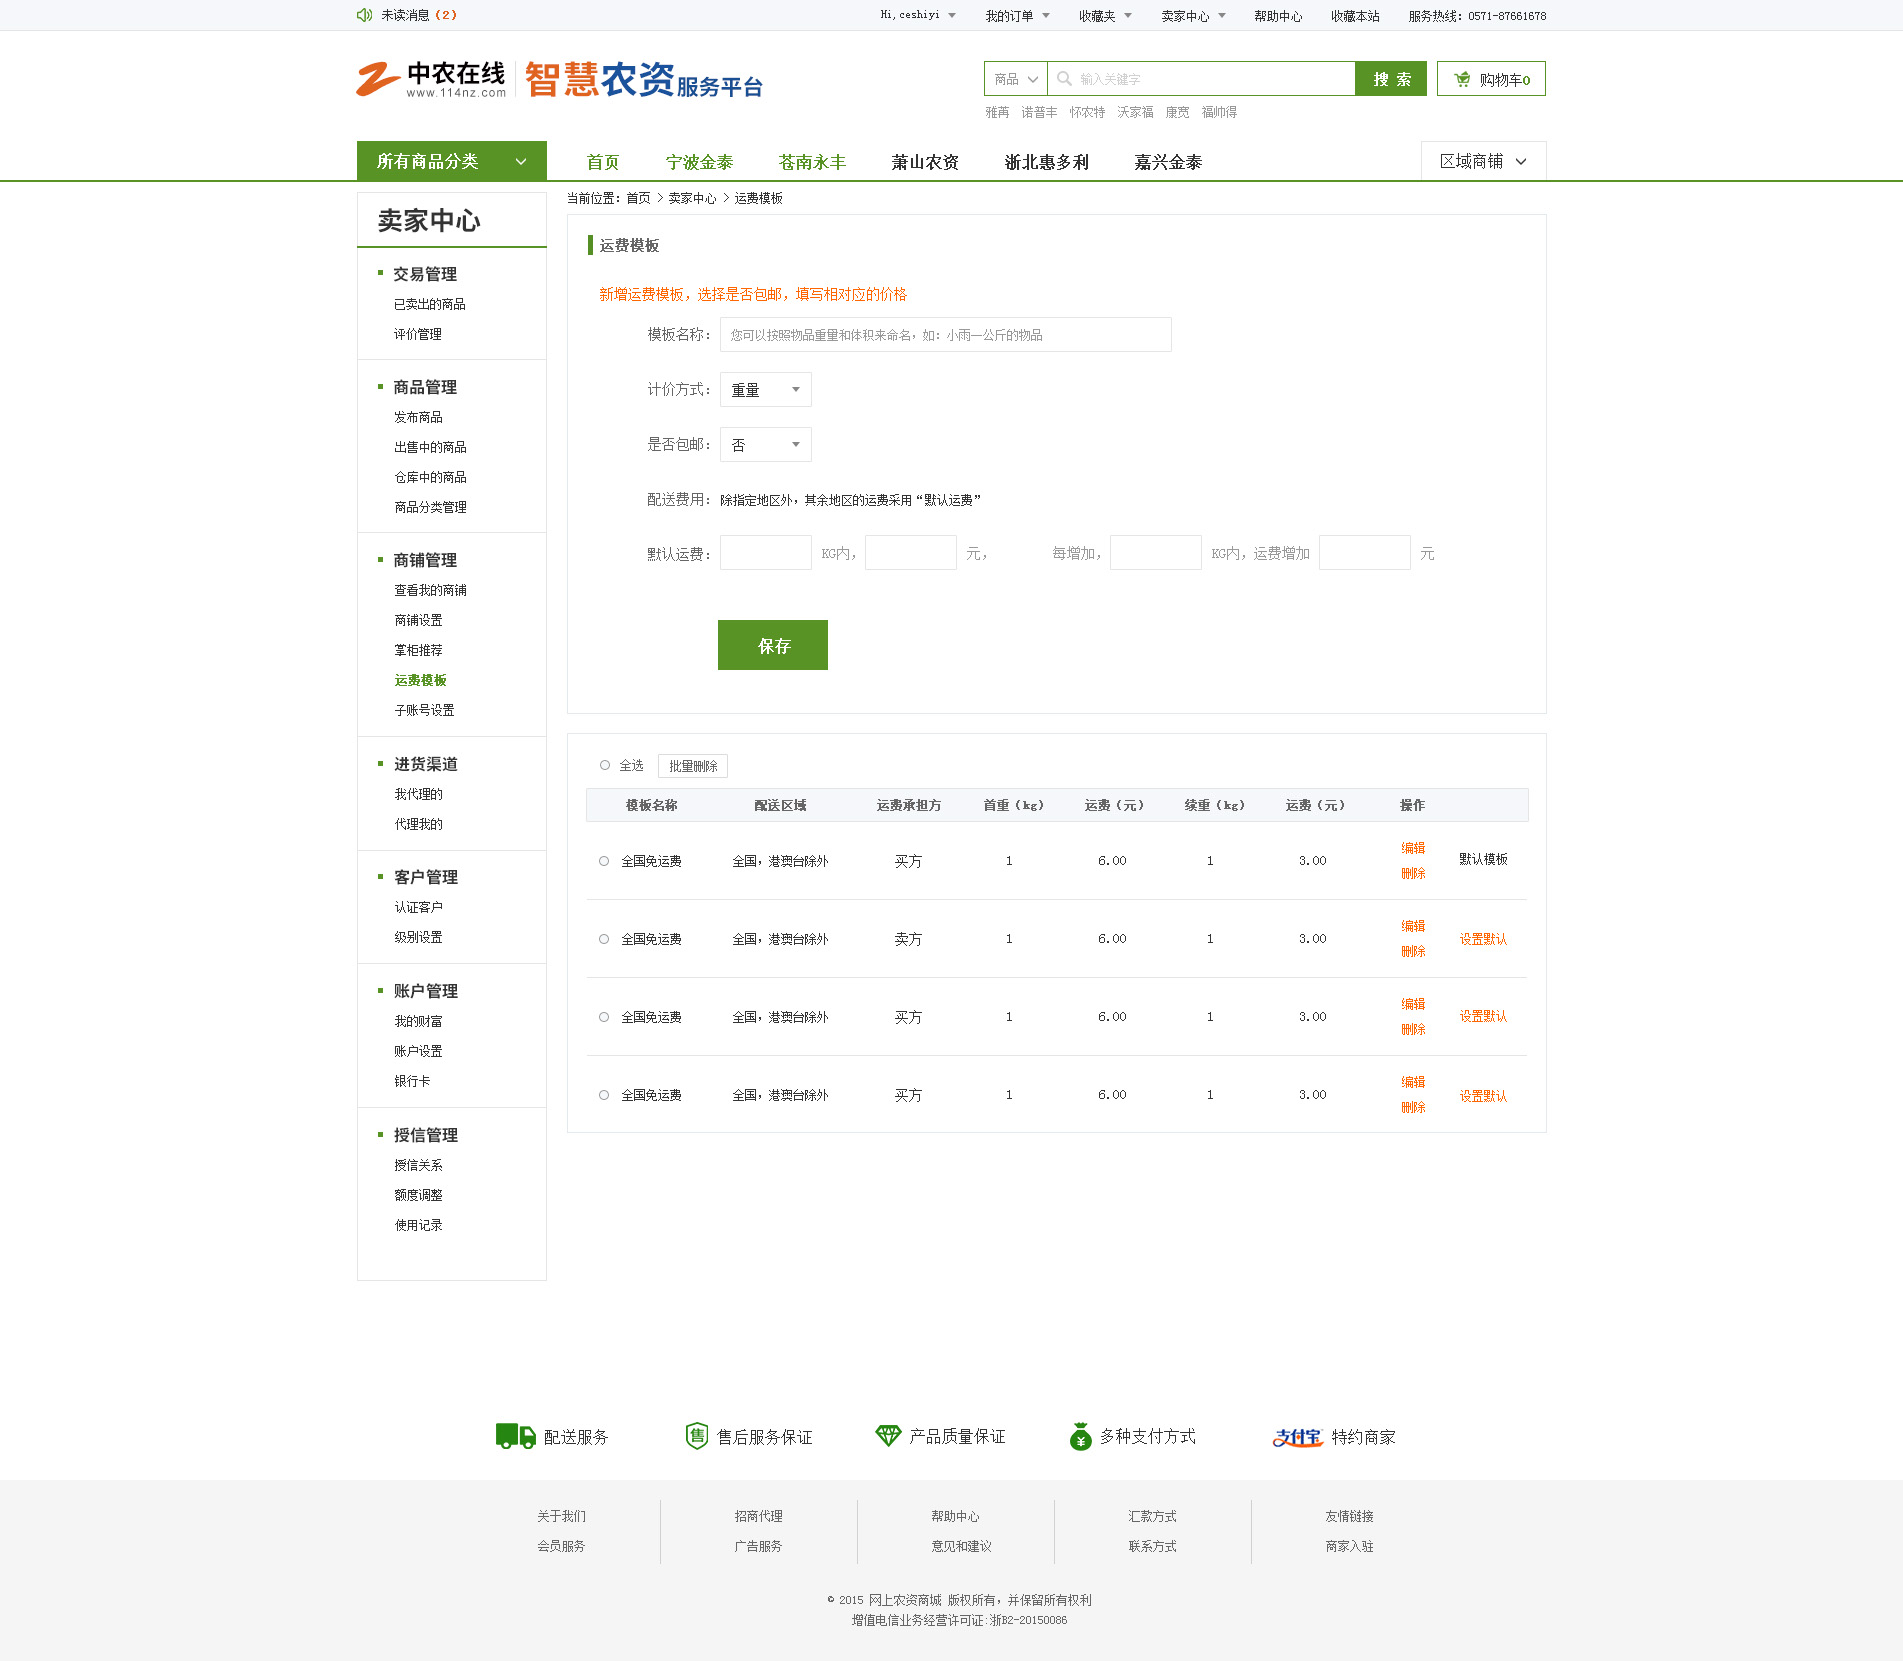 未读消息（2） Hi, ceshiyi 我的订单 收藏夹 卖家中心 帮助中心 收藏本站 服务热线：0571-87661678
中农在线 www.114nz.com 智慧农资服务平台
商品 输入关键字 搜 索 购物车0
雅苒 诺普丰 怀农特 沃家福 康宽 福帅得
所有商品分类 首页 宁波金泰 苍南永丰 萧山农资 浙北惠多利 嘉兴金泰 区域商铺
当前位置：首页 > 卖家中心 > 运费模板
卖家中心
交易管理
已卖出的商品
评价管理
商品管理
发布商品
出售中的商品
仓库中的商品
商品分类管理
商铺管理
查看我的商铺
商铺设置
掌柜推荐
运费模板
子账号设置
进货渠道
我代理的
代理我的
客户管理
认证客户
级别设置
账户管理
我的财富
账户设置
银行卡
授信管理
授信关系
额度调整
使用记录
运费模板
新增运费模板，选择是否包邮，填写相对应的价格
模板名称： 您可以按照物品重量和体积来命名，如：小雨一公斤的物品
计价方式： 重量
是否包邮： 否
配送费用： 除指定地区外，其余地区的运费采用“默认运费”
默认运费： KG内， 元， 每增加， KG内，运费增加 元
保存
全选 批量删除
模板名称 配送区域 运费承担方 首重（kg） 运费（元） 续重（kg） 运费（元） 操作
全国免运费 全国，港澳台除外 买方 1 6.00 1 3.00 编辑 删除 默认模板
全国免运费 全国，港澳台除外 卖方 1 6.00 1 3.00 编辑 删除 设置默认
全国免运费 全国，港澳台除外 买方 1 6.00 1 3.00 编辑 删除 设置默认
全国免运费 全国，港澳台除外 买方 1 6.00 1 3.00 编辑 删除 设置默认
配送服务 售 售后服务保证 产品质量保证 ¥ 多种支付方式 支付宝 特约商家
关于我们 招商代理 帮助中心 汇款方式 友情链接
会员服务 广告服务 意见和建议 联系方式 商家入驻
© 2015 网上农资商城 版权所有，并保留所有权利
增值电信业务经营许可证:浙B2-20150086